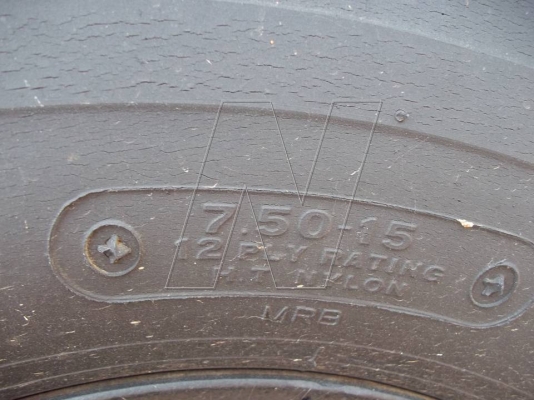 7.50-15
12 PLY RATING
H.T. NYLON
MRB